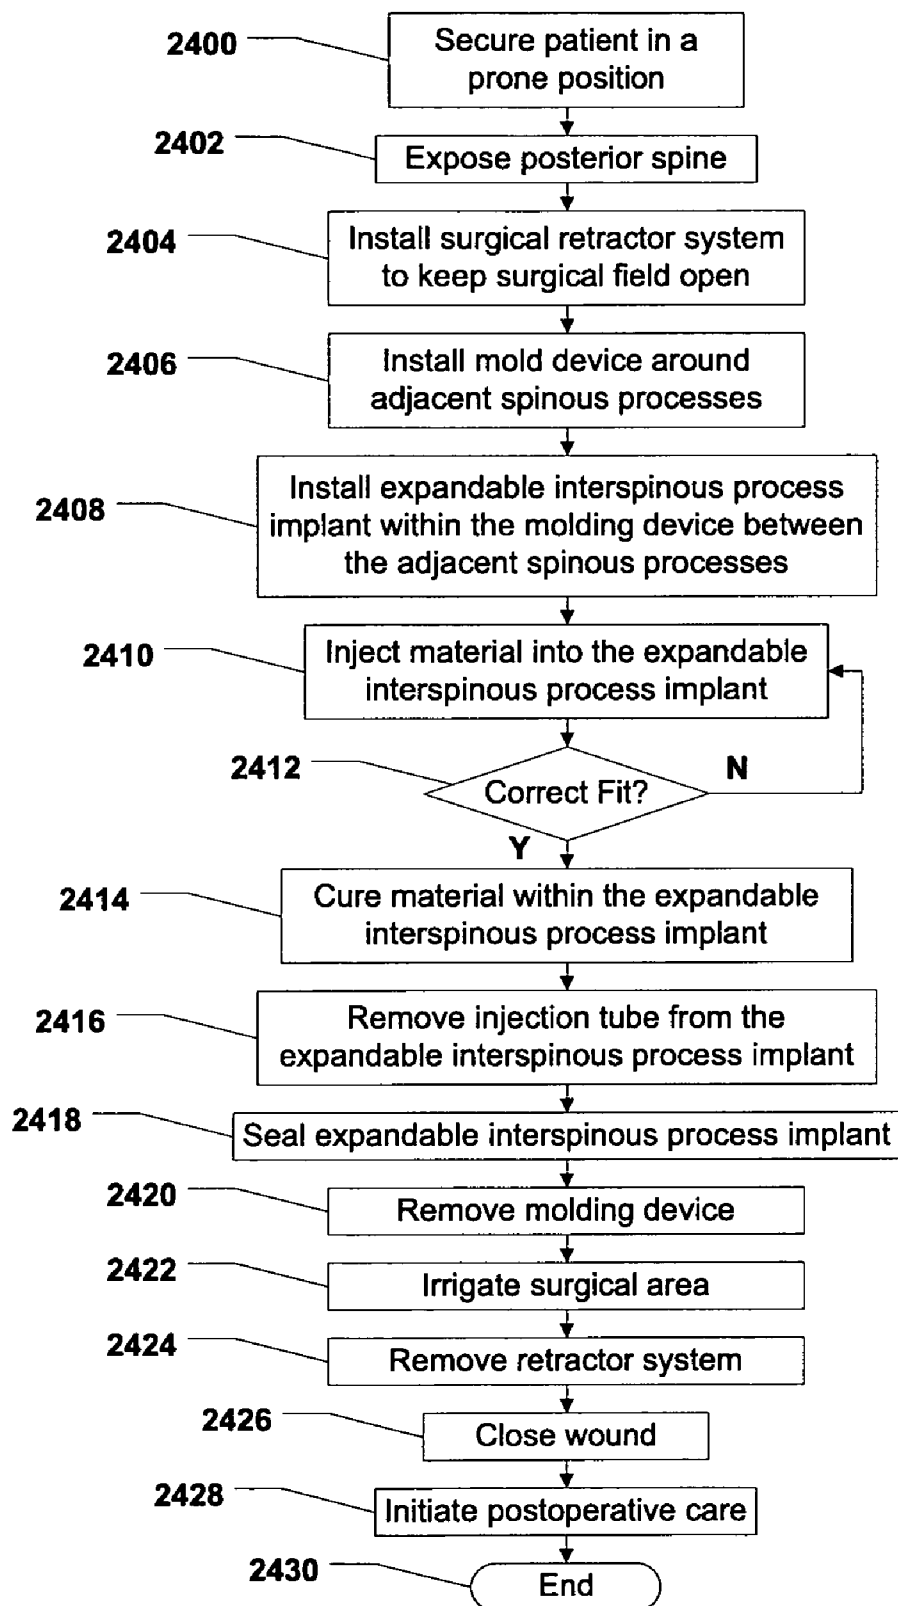 2400
Secure patient in a
prone position
2402
Expose posterior spine
2404
Install surgical retractor system
to keep surgical field open
2406
Install mold device around
adjacent spinous processes
2408
Install expandable interspinous process
implant within the molding device between
the adjacent spinous processes
2410
Inject material into the expandable
interspinous process implant
2412
Correct Fit?
N
Y
2414
Cure material within the expandable
interspinous process implant
2416
Remove injection tube from the
expandable interspinous process implant
2418
Seal expandable interspinous process implant
2420
Remove molding device
2422
Irrigate surgical area
2424
Remove retractor system
2426
Close wound
2428
Initiate postoperative care
2430
End